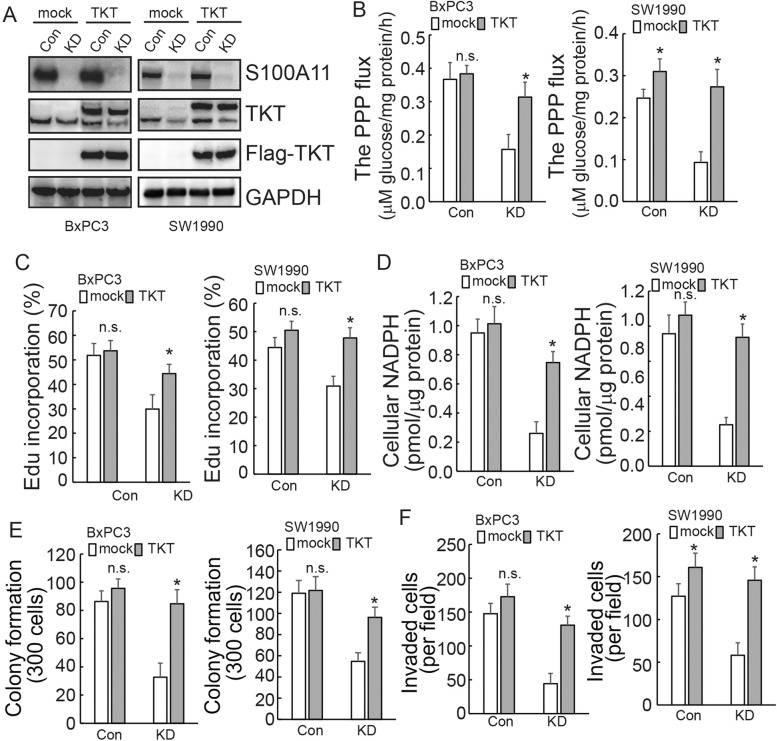 A
mock TKT mock TKT
Con KD Con KD Con KD Con KD
S100A11
TKT
Flag-TKT
GAPDH
BxPC3 SW1990
B
BxPC3
mock TKT
The PPP flux
(μM glucose/mg protein/h)
0.5
0.4
0.3
0.2
0.1
0.0
n.s.
*
Con KD
SW1990
mock TKT
The PPP flux
(μM glucose/mg protein/h)
0.4
0.3
0.2
0.1
0.0
*
*
Con KD
C
BxPC3
mock TKT
Edu incorporation (%)
70
60
50
40
30
20
10
0
n.s.
*
Con KD
SW1990
mock TKT
Edu incorporation (%)
60
50
40
30
20
10
0
n.s.
*
Con KD
D
BxPC3
mock TKT
Cellular NADPH
(pmol/μg protein)
1.2
1.0
0.8
0.6
0.4
0.2
0.0
n.s.
*
Con KD
SW1990
mock TKT
Cellular NADPH
(pmol/μg protein)
1.2
1.0
0.8
0.6
0.4
1.2
0.0
n.s.
*
Con KD
E
BxPC3
mock TKT
Colony formation
(300 cells)
120
100
80
60
40
20
0
n.s.
*
Con KD
SW1990
mock TKT
Colony formation
(300 cells)
160
140
120
100
80
60
40
20
0
n.s.
*
Con KD
F
BxPC3
mock TKT
Invaded cells
(per field)
250
200
150
100
50
0
n.s.
*
Con KD
SW1990
mock TKT
Invaded cells
(per field)
200
150
100
50
0
*
*
Con KD